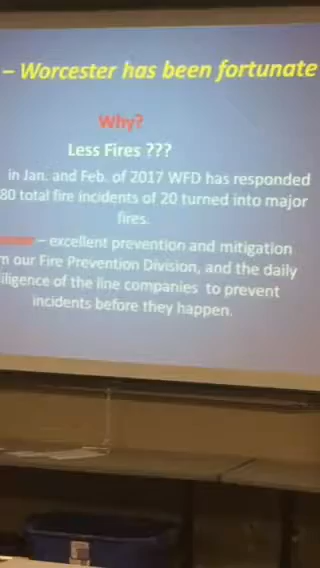 – Worcester has been fortunate
Why?
Less Fires ???
in Jan. and Feb. of 2017 WFD has responded
80 total fire incidents of 20 turned into major
fires.
– excellent prevention and mitigation
m our Fire Prevention Division, and the daily
iligence of the line companies to prevent
incidents before they happen.